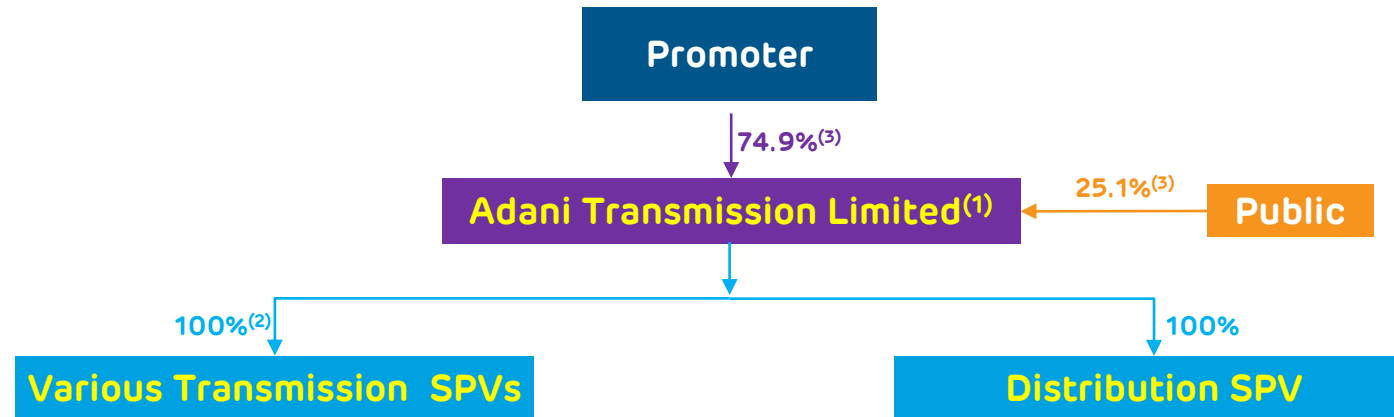 Promoter
74.9%(3)
Adani Transmission Limited(1)
25.1%(3)
Public
100%(2)
100%
Various Transmission SPVs
Distribution SPV